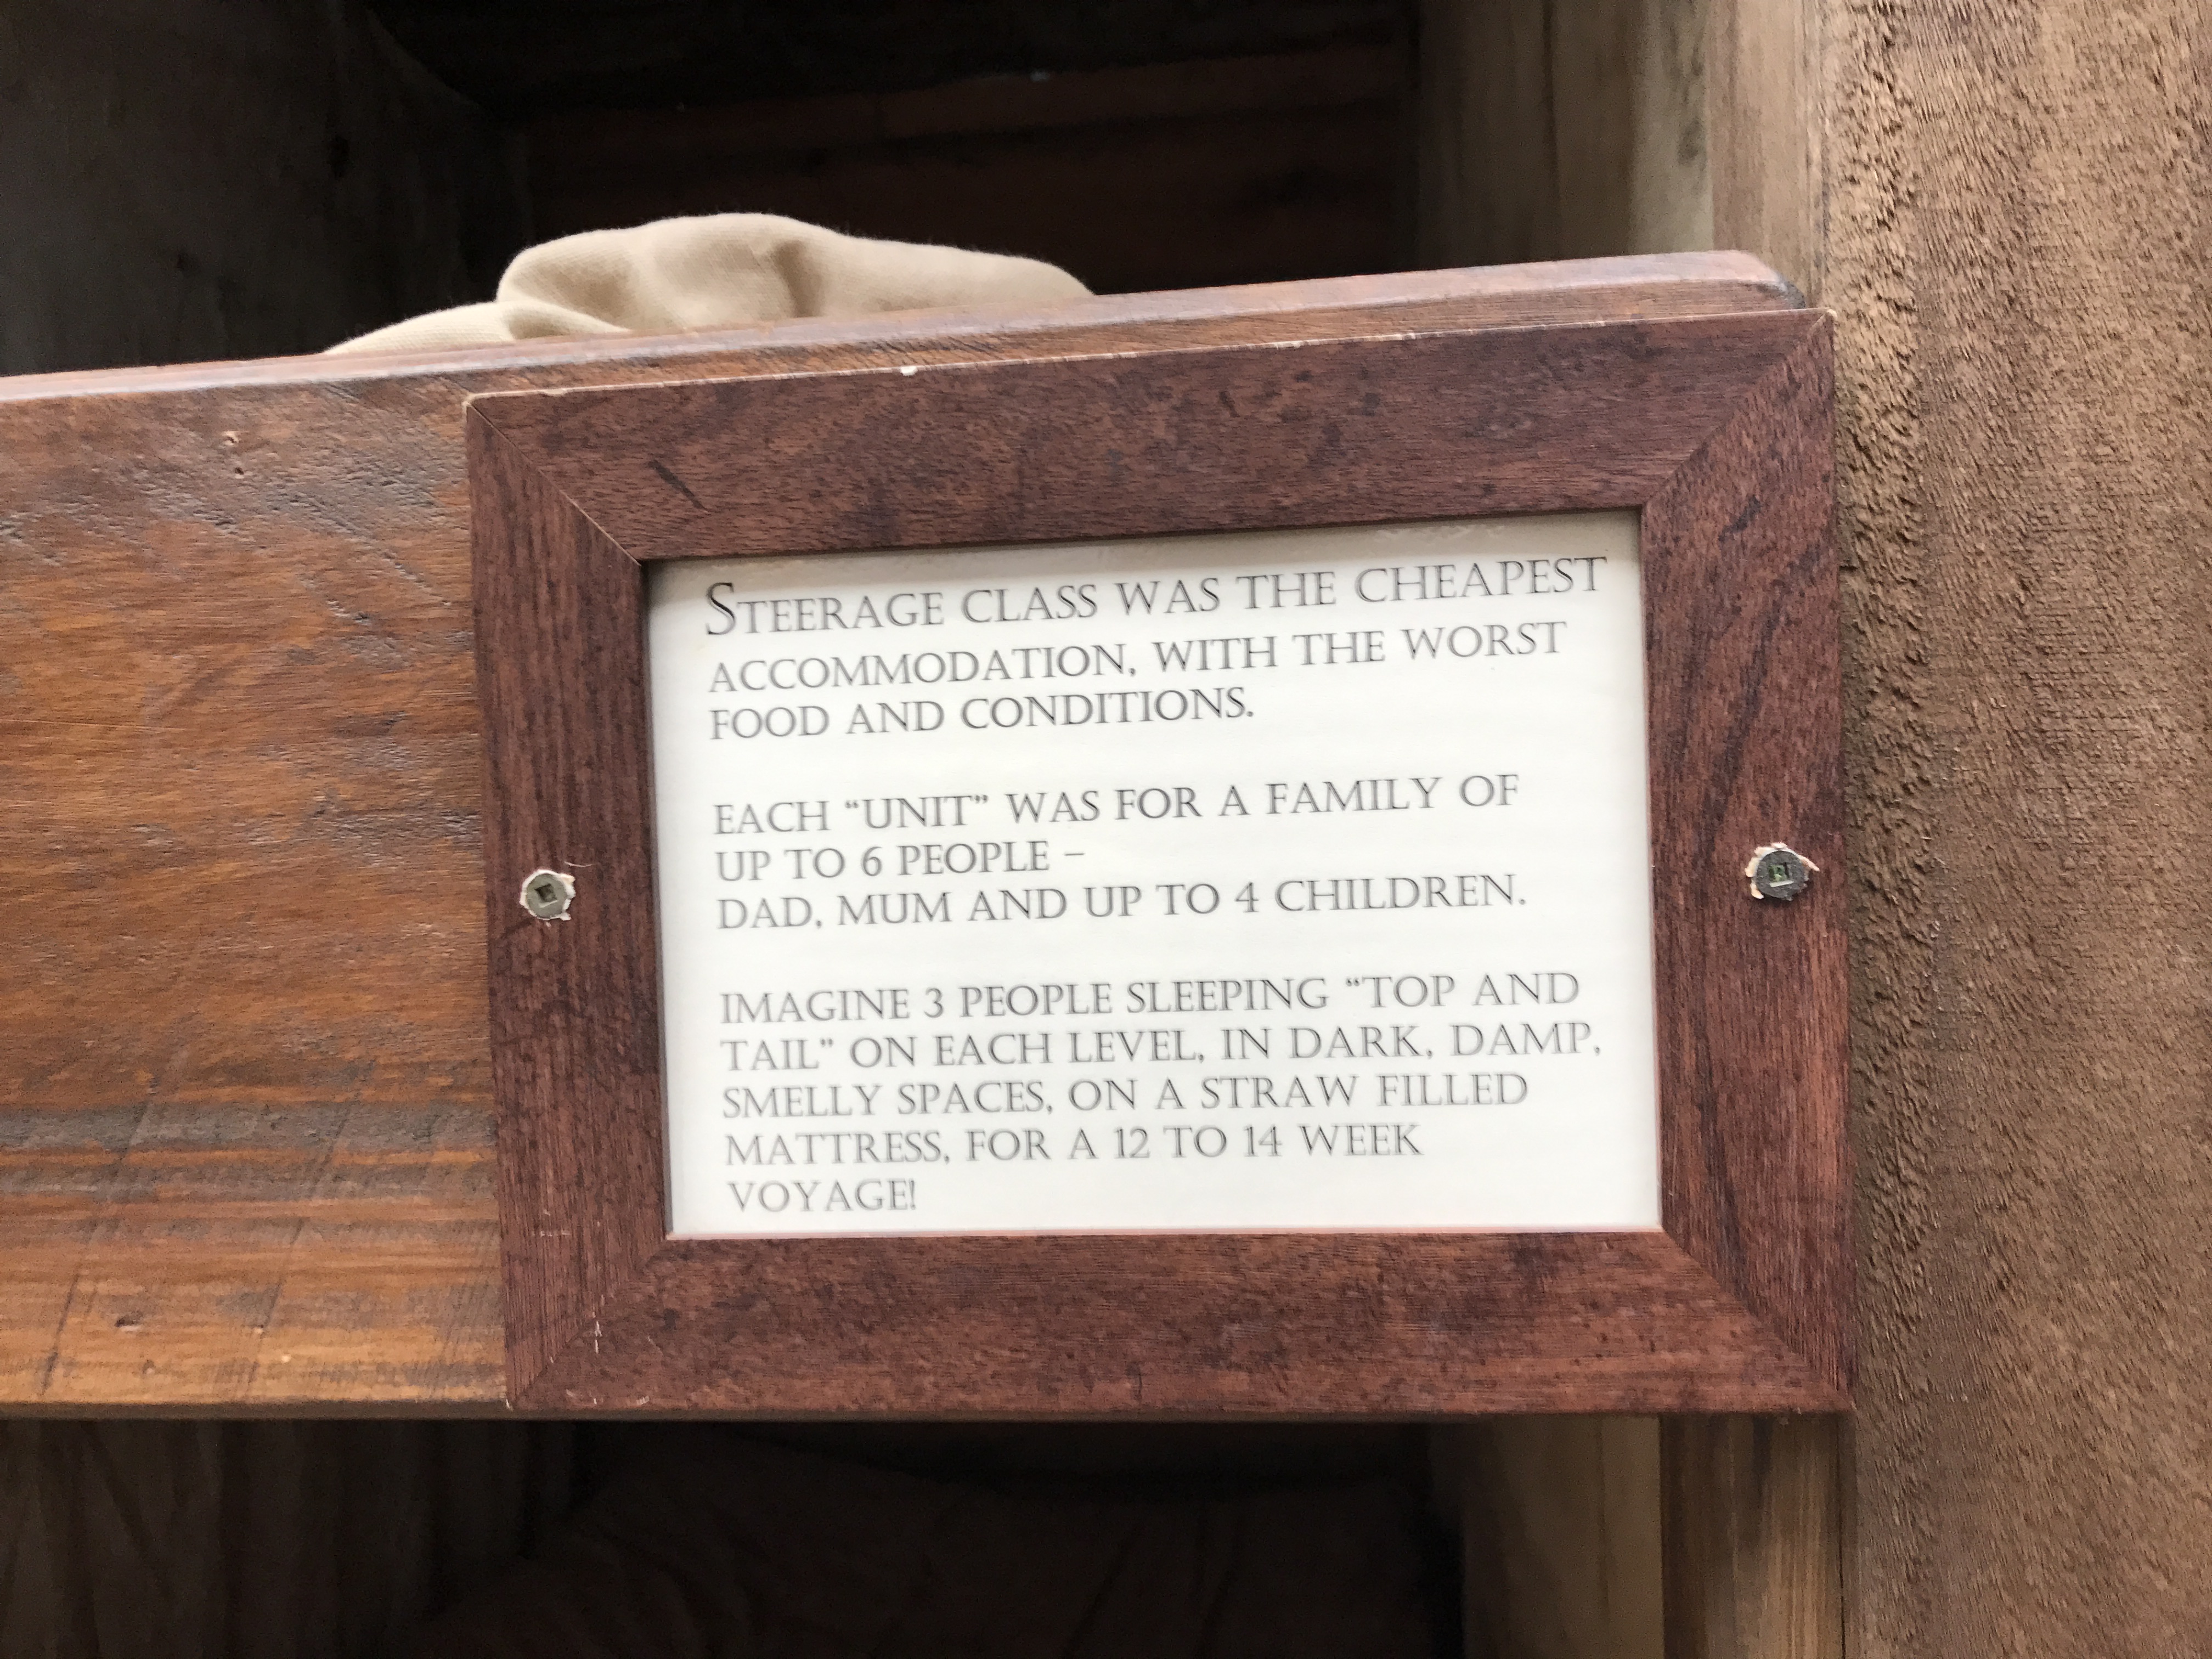 STEERAGE CLASS WAS THE CHEAPEST
ACCOMMODATION, WITH THE WORST
FOOD AND CONDITIONS.
EACH “UNIT” WAS FOR A FAMILY OF
UP TO 6 PEOPLE –
DAD, MUM AND UP TO 4 CHILDREN.
IMAGINE 3 PEOPLE SLEEPING “TOP AND
TAIL” ON EACH LEVEL, IN DARK, DAMP,
SMELLY SPACES, ON A STRAW FILLED
MATTRESS, FOR A 12 TO 14 WEEK
VOYAGE!